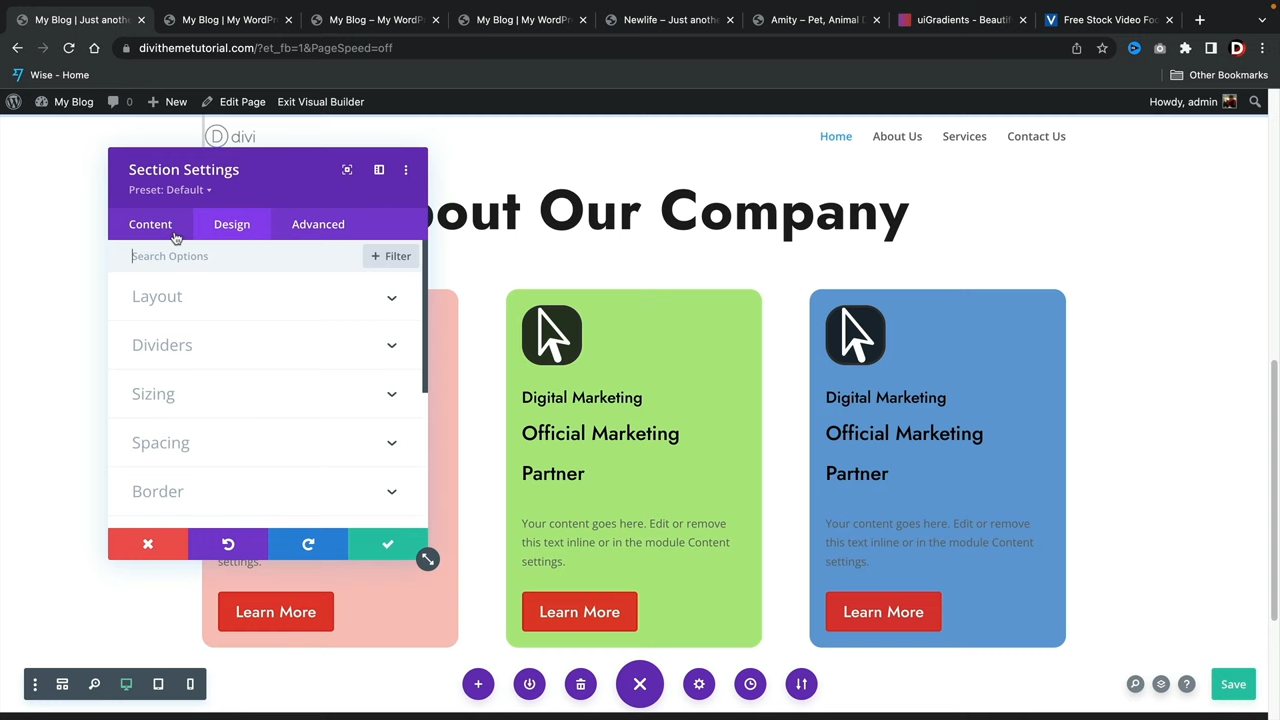 My Blog | My WordPr
My Blog | My WordPr
My Blog – My WordP
My Blog | My WordPr
Newlife – Just anoth
Amity – Pet, Animal D
uiGradients - Beautif
Free Stock Video Foo
divithemetutorial.com/?et_fb=1&PageSpeed=off
Wise - Home
Other Bookmarks
My Blog
0
New
Edit Page
Exit Visual Builder
Howdy, admin
divi
Home
About Us
Services
Contact Us
bout Our Company
Section Settings
Preset: Default
Content
Design
Advanced
Search Options
+ Filter
Layout
Dividers
Sizing
Spacing
Border
settings.
Learn More
Digital Marketing
Official Marketing
Partner
Your content goes here. Edit or remove
this text inline or in the module Content
settings.
Learn More
Digital Marketing
Official Marketing
Partner
Your content goes here. Edit or remove
this text inline or in the module Content
settings.
Learn More
Save